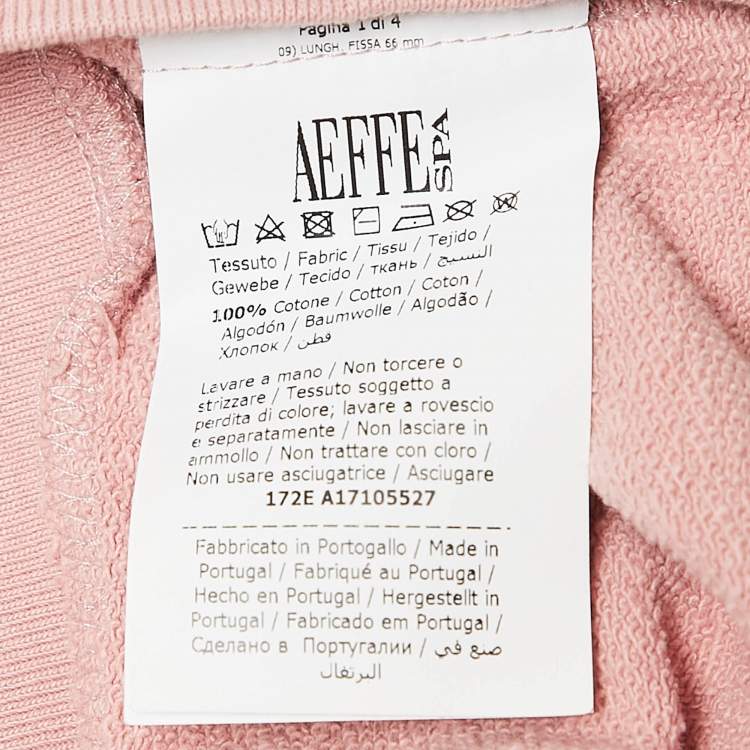 Pagina 1 di 4
09) LUNGH. FISSA 66 mm
AEFFE SPA
Tessuto / Fabric / Tissu / Tejido /
Gewebe / Tecido / ткань / النسيج /
100% Cotone / Cotton / Coton /
Algodón / Baumwolle / Algodão /
Хлопок / قطن /
Lavare a mano / Non torcere o
strizzare / Tessuto soggetto a
perdita di colore; lavare a rovescio
e separatamente / Non lasciare in
ammollo / Non trattare con cloro /
Non usare asciugatrice / Asciugare
172E A17105527
Fabbricato in Portogallo / Made in
Portugal / Fabriqué au Portugal /
Hecho en Portugal / Hergestellt in
Portugal / Fabricado em Portugal /
Сделано в Португалии / صنع في
البرتغال